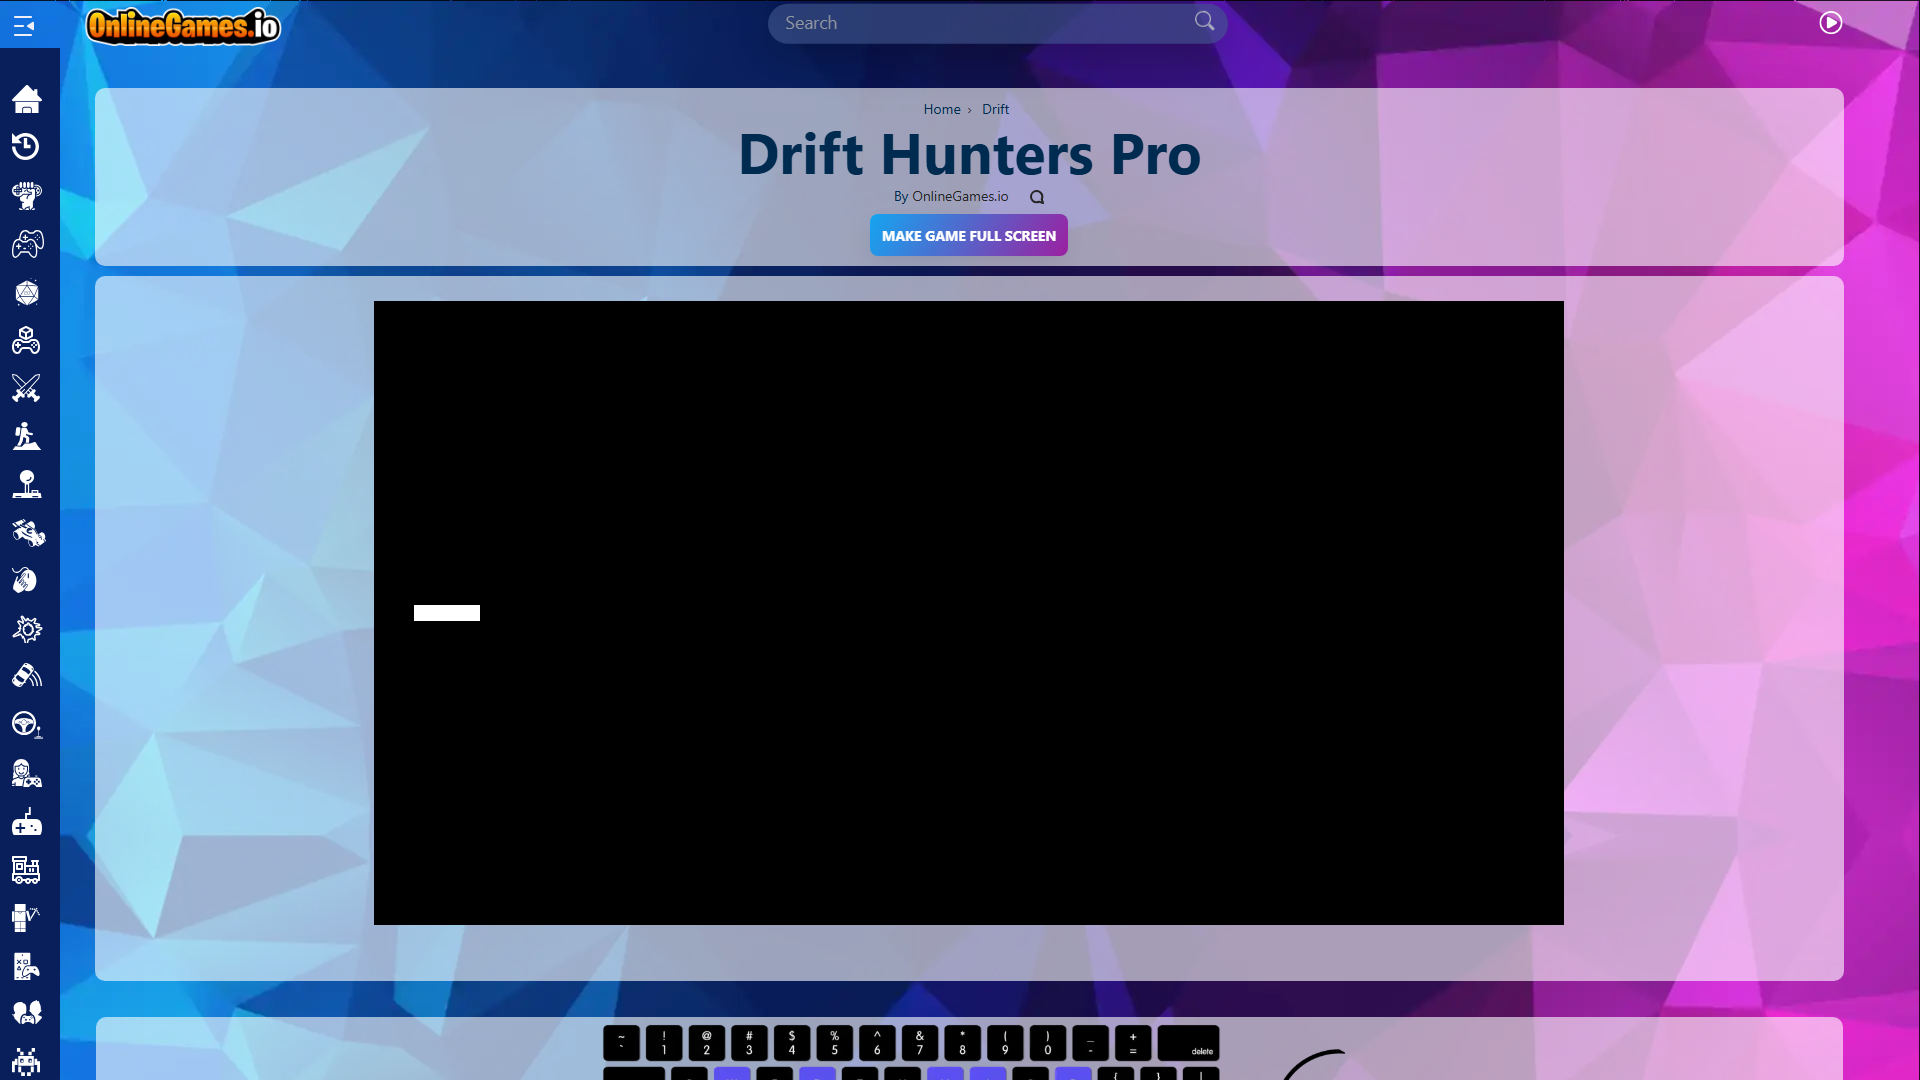 OnlineGames.io
Search
Home › Drift
Drift Hunters Pro
By OnlineGames.io
MAKE GAME FULL SCREEN
~ ! @ # $ % ^ & * ( ) _ +
` 1 2 3 4 5 6 7 8 9 0 - = delete